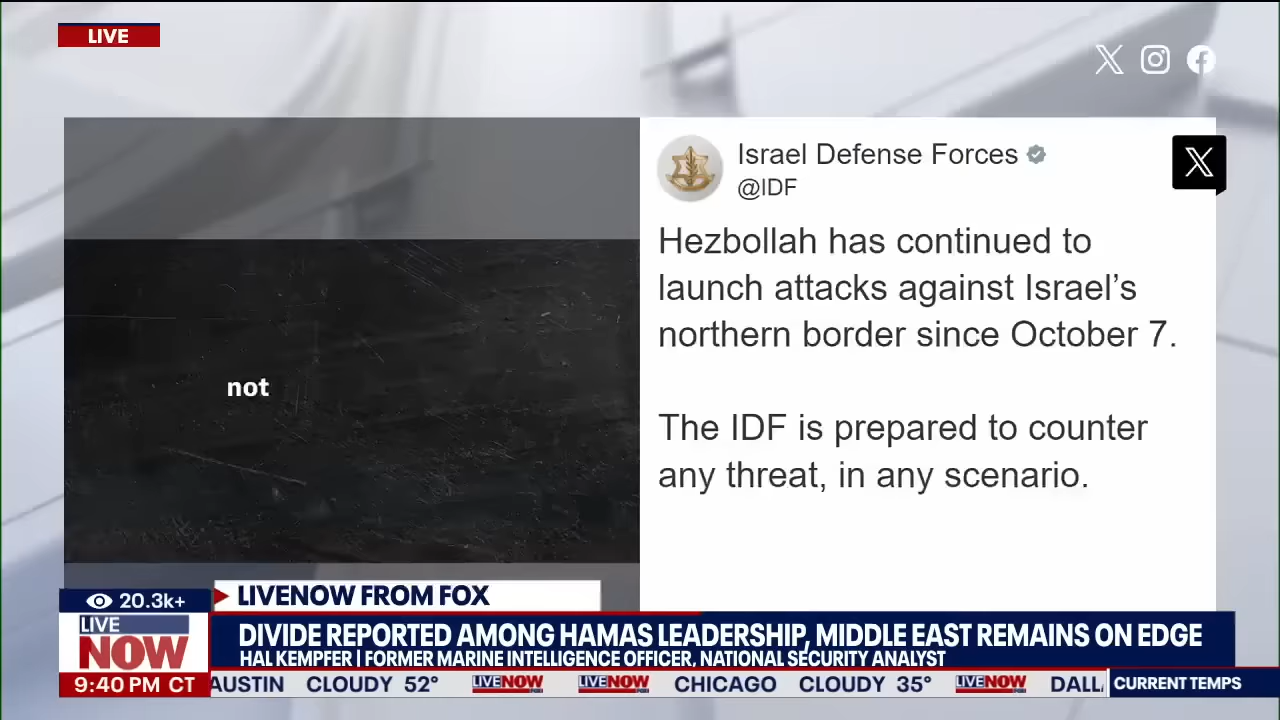 LIVE
Israel Defense Forces
@IDF
Hezbollah has continued to
launch attacks against Israel’s
northern border since October 7.
The IDF is prepared to counter
any threat, in any scenario.
not
20.3k+
LIVENOW FROM FOX
LIVE
NOW
DIVIDE REPORTED AMONG HAMAS LEADERSHIP, MIDDLE EAST REMAINS ON EDGE
HAL KEMPFER | FORMER MARINE INTELLIGENCE OFFICER, NATIONAL SECURITY ANALYST
9:40 PM CT AUSTIN CLOUDY 52° LIVENOW LIVENOW CHICAGO CLOUDY 35° LIVENOW DALL CURRENT TEMPS